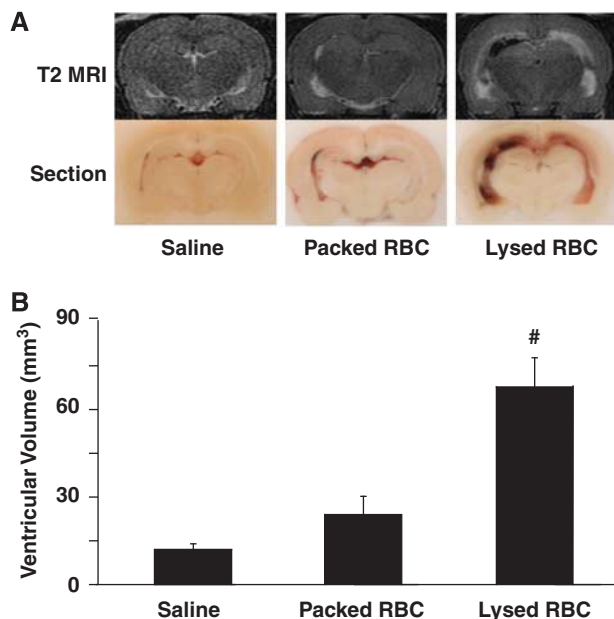 A
T2 MRI
Section
Saline Packed RBC Lysed RBC
B
Ventricular Volume (mm³)
90
60
30
0
#
Saline Packed RBC Lysed RBC